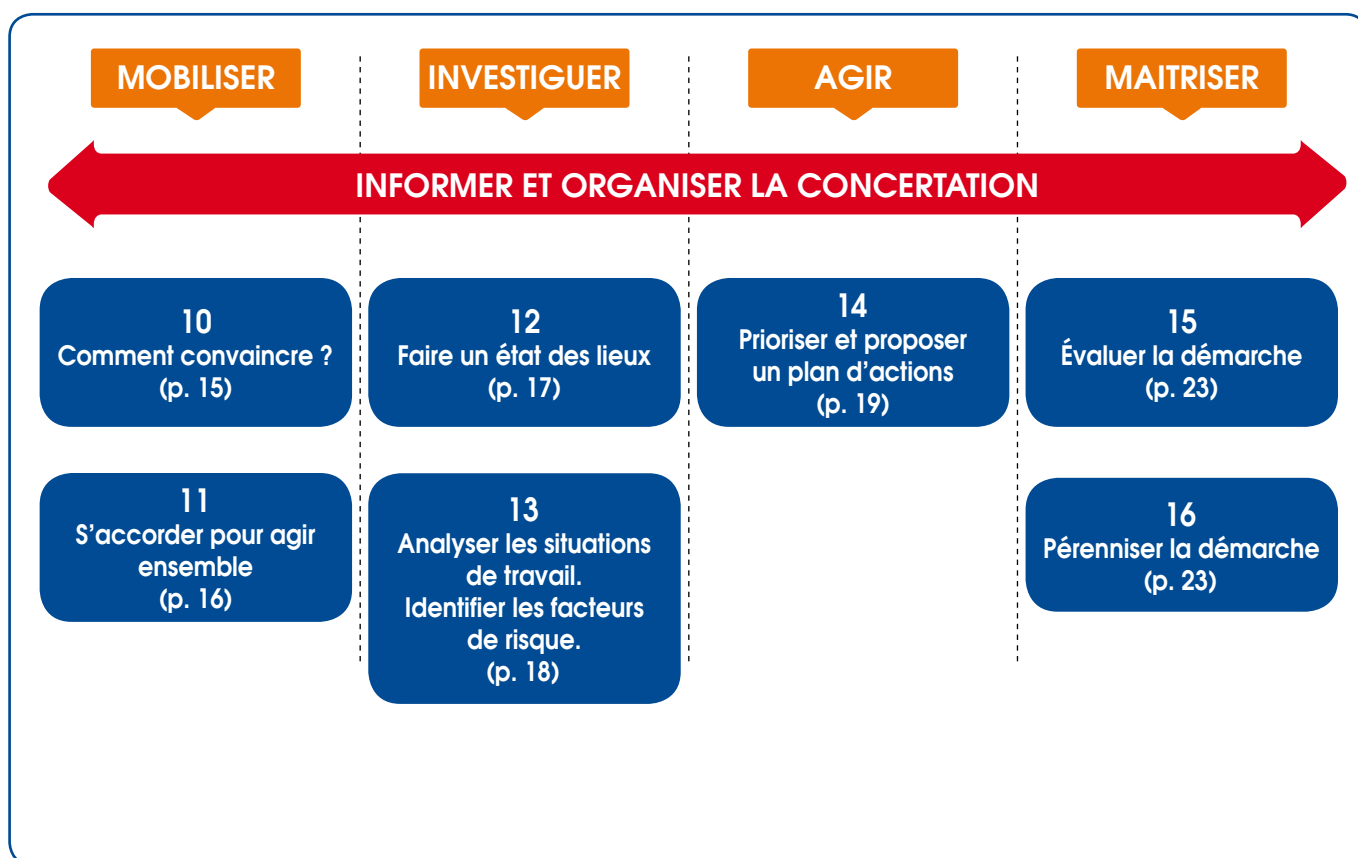 MOBILISER
INVESTIGUER
AGIR
MAITRISER
INFORMER ET ORGANISER LA CONCERTATION
10
Comment convaincre ?
(p. 15)
12
Faire un état des lieux
(p. 17)
14
Prioriser et proposer
un plan d’actions
(p. 19)
15
Évaluer la démarche
(p. 23)
11
S’accorder pour agir
ensemble
(p. 16)
13
Analyser les situations
de travail.
Identifier les facteurs
de risque.
(p. 18)
16
Pérenniser la démarche
(p. 23)